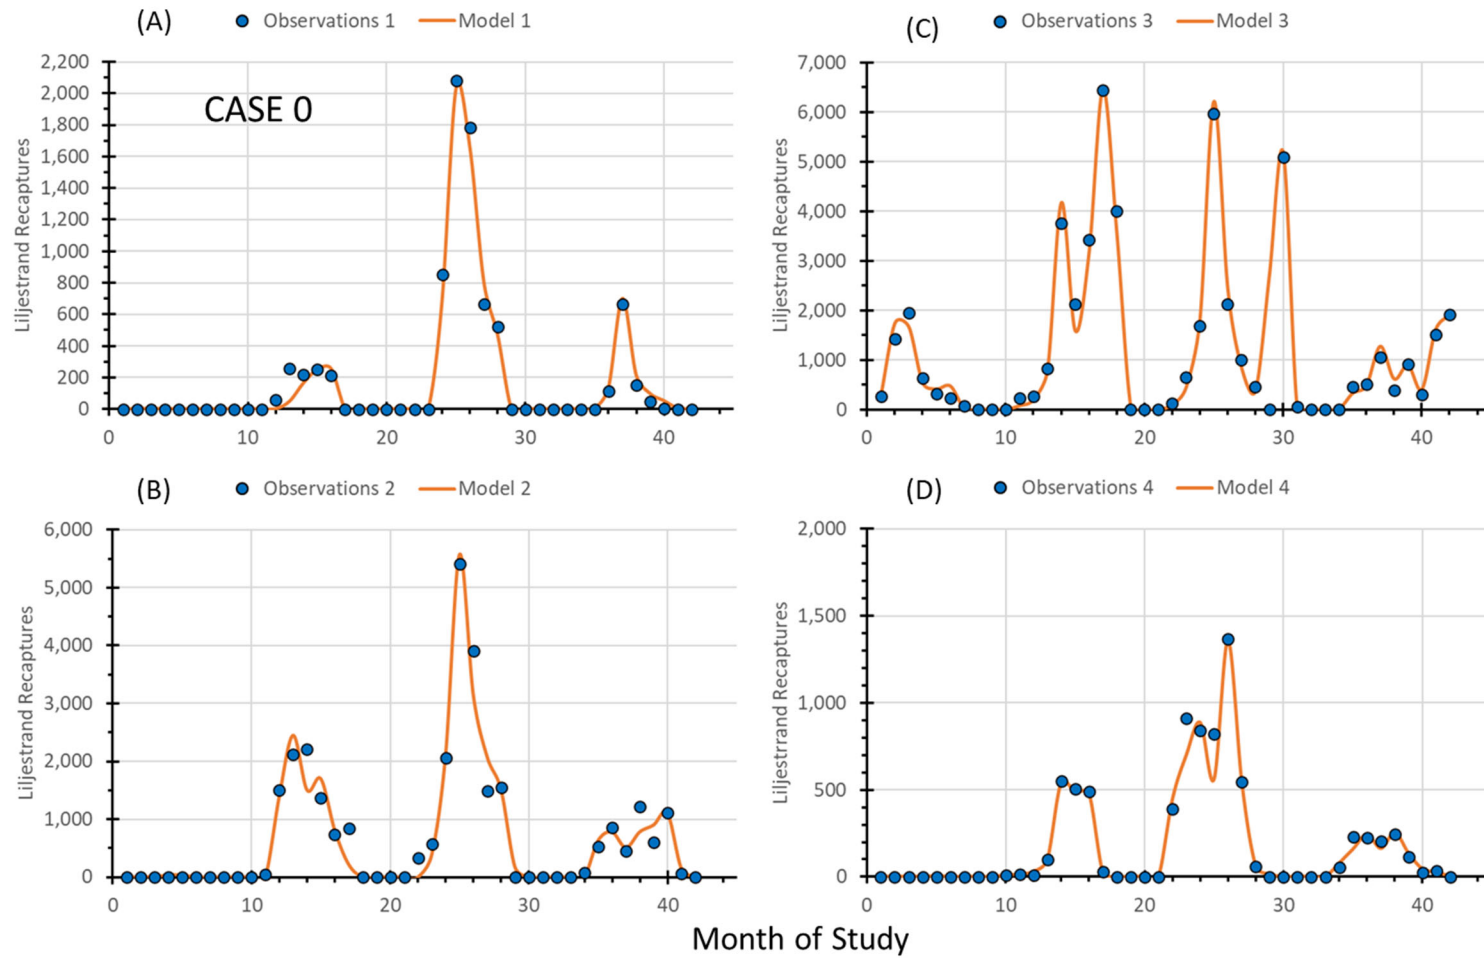 (A) Observations 1 Model 1
CASE 0
Liljestrand Recaptures
2,200
2,000
1,800
1,600
1,400
1,200
1,000
800
600
400
200
0
0 10 20 30 40
(C) Observations 3 Model 3
Liljestrand Recaptures
7,000
6,000
5,000
4,000
3,000
2,000
1,000
0
0 10 20 30 40
(B) Observations 2 Model 2
Liljestrand Recaptures
6,000
5,000
4,000
3,000
2,000
1,000
0
0 10 20 30 40
(D) Observations 4 Model 4
Liljestrrand Recaptures
2,000
1,500
1,000
500
0
0 10 20 30 40
Month of Study